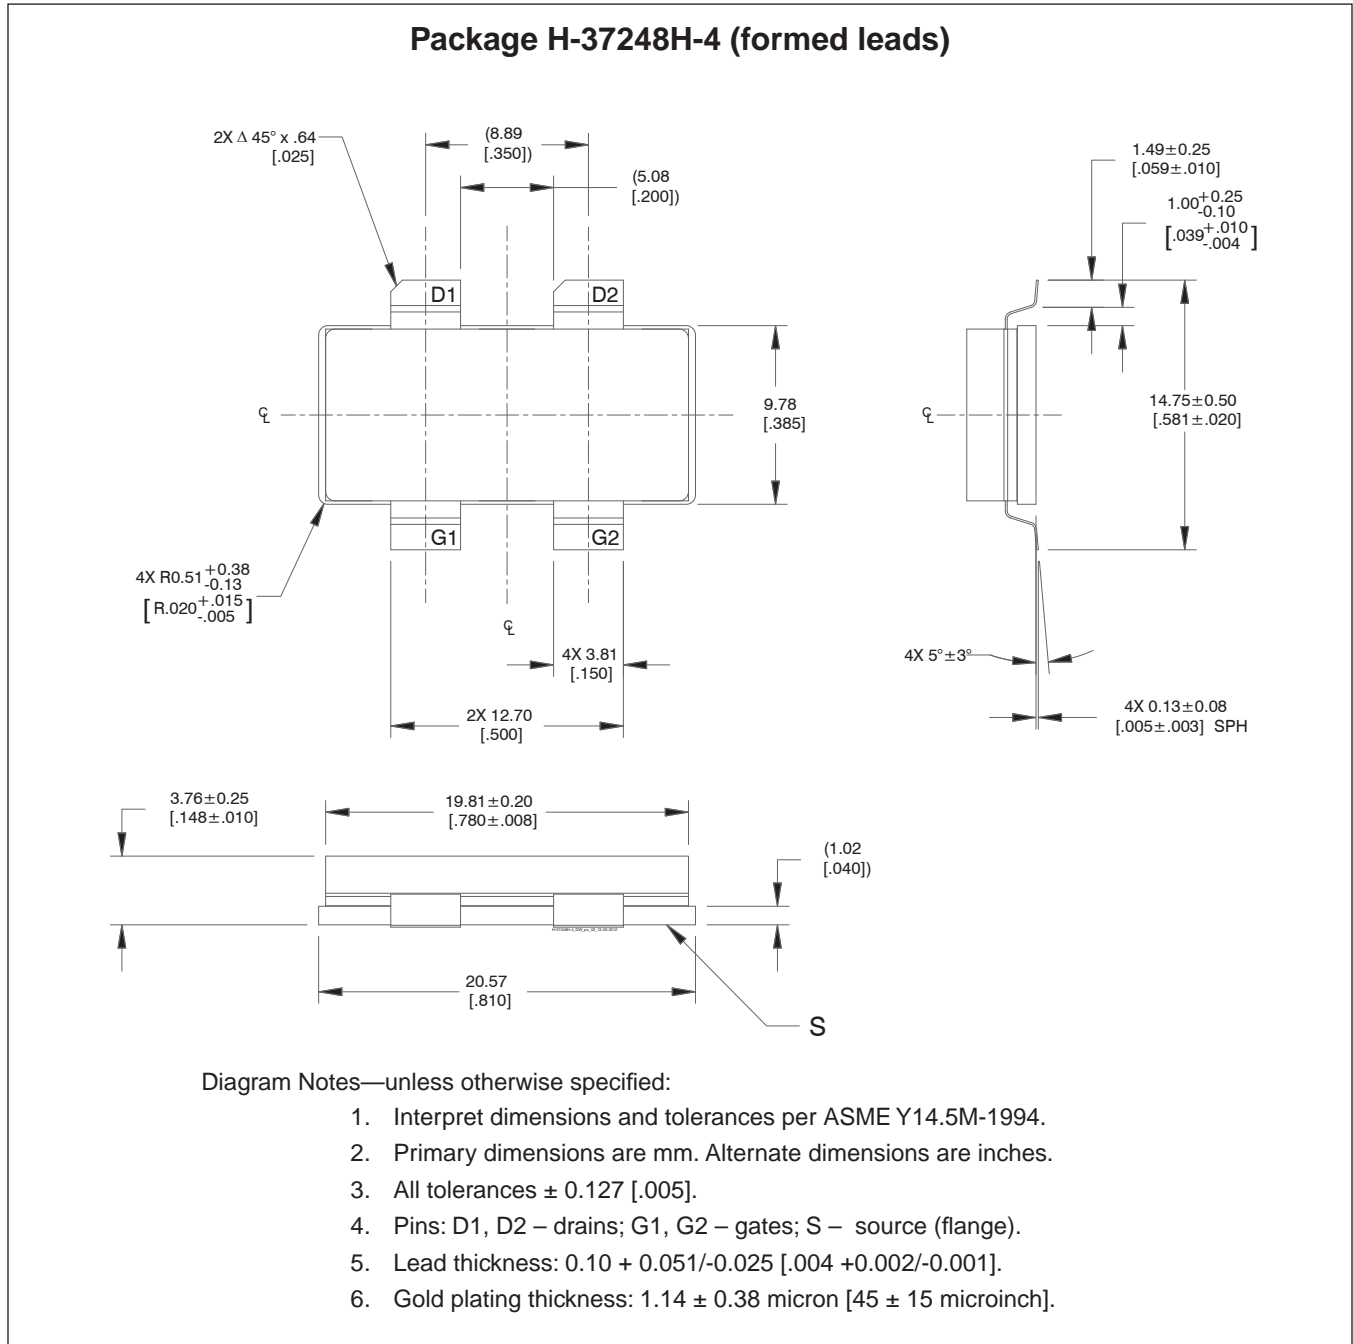 Package H-37248H-4 (formed leads)
2X Δ 45° x .64
[.025]
(8.89
[.350])
(5.08
[.200])
1.49±0.25
[.059±.010]
1.00+0.25
-0.10
[.039+.010
-.004]
D1
D2
℄
9.78
[.385]
℄
14.75±0.50
[.581±.020]
G1
G2
4X R0.51+0.38
-0.13
[R.020+.015
-.005]
℄
4X 3.81
[.150]
4X 5°±3°
2X 12.70
[.500]
4X 0.13±0.08
[.005±.003] SPH
3.76±0.25
[.148±.010]
19.81±0.20
[.780±.008]
(1.02
[.040])
20.57
[.810]
S
Diagram Notes—unless otherwise specified:
1. Interpret dimensions and tolerances per ASME Y14.5M-1994.
2. Primary dimensions are mm. Alternate dimensions are inches.
3. All tolerances ± 0.127 [.005].
4. Pins: D1, D2 – drains; G1, G2 – gates; S – source (flange).
5. Lead thickness: 0.10 + 0.051/-0.025 [.004 +0.002/-0.001].
6. Gold plating thickness: 1.14 ± 0.38 micron [45 ± 15 microinch].